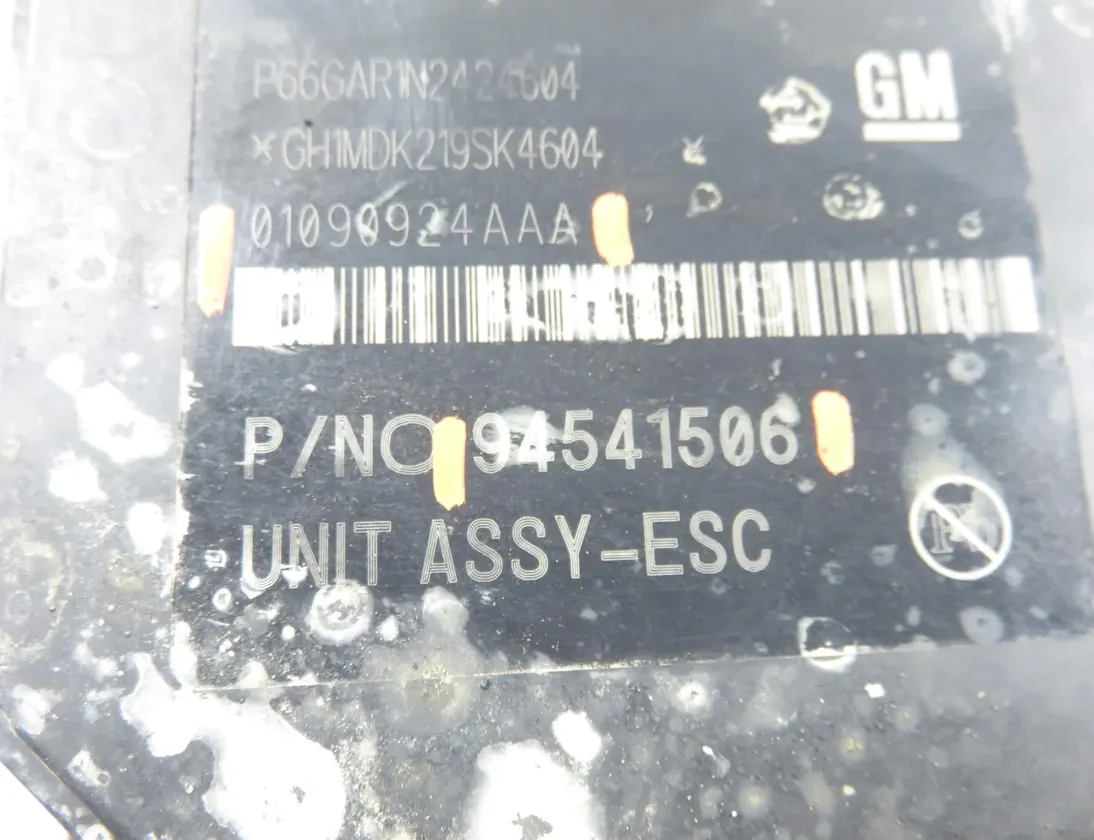 P66GAR1N2424604
GM
*GH1MDK219SK4604
01090924AAA
P/NO 94541506
UNIT ASSY-ESC